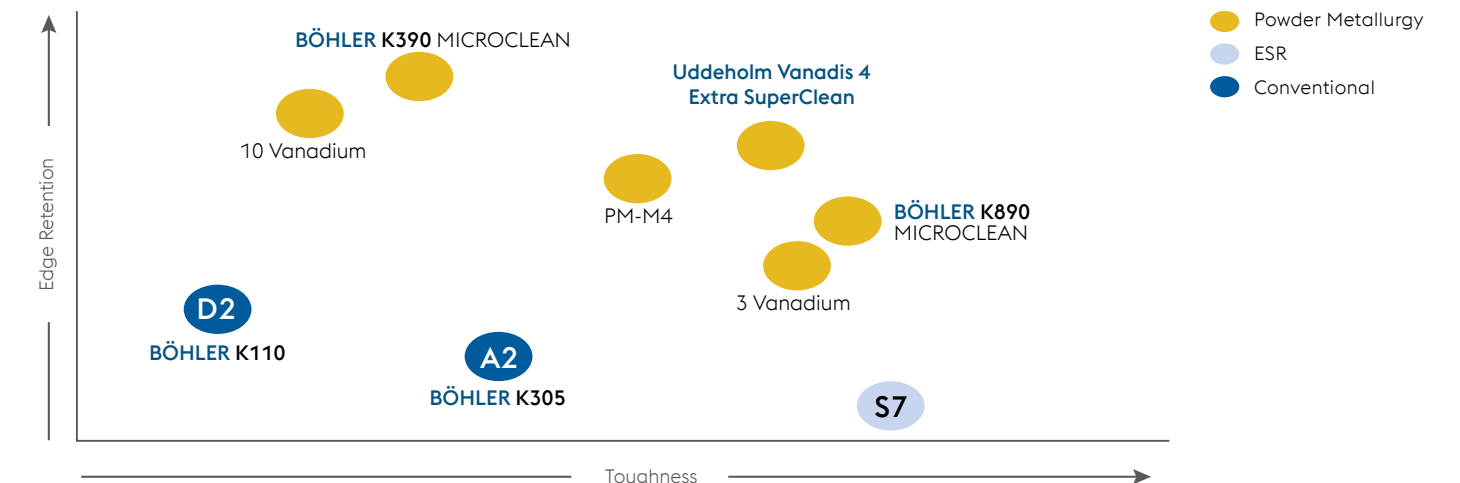 Powder Metallurgy
ESR
Conventional
Edge Retention
BÖHLER K390 MICROCLEAN
10 Vanadium
Uddeholm Vanadis 4
Extra SuperClean
PM-M4
BÖHLER K890
MICROCLEAN
3 Vanadium
D2
BÖHLER K110
A2
BÖHLER K305
S7
Toughness